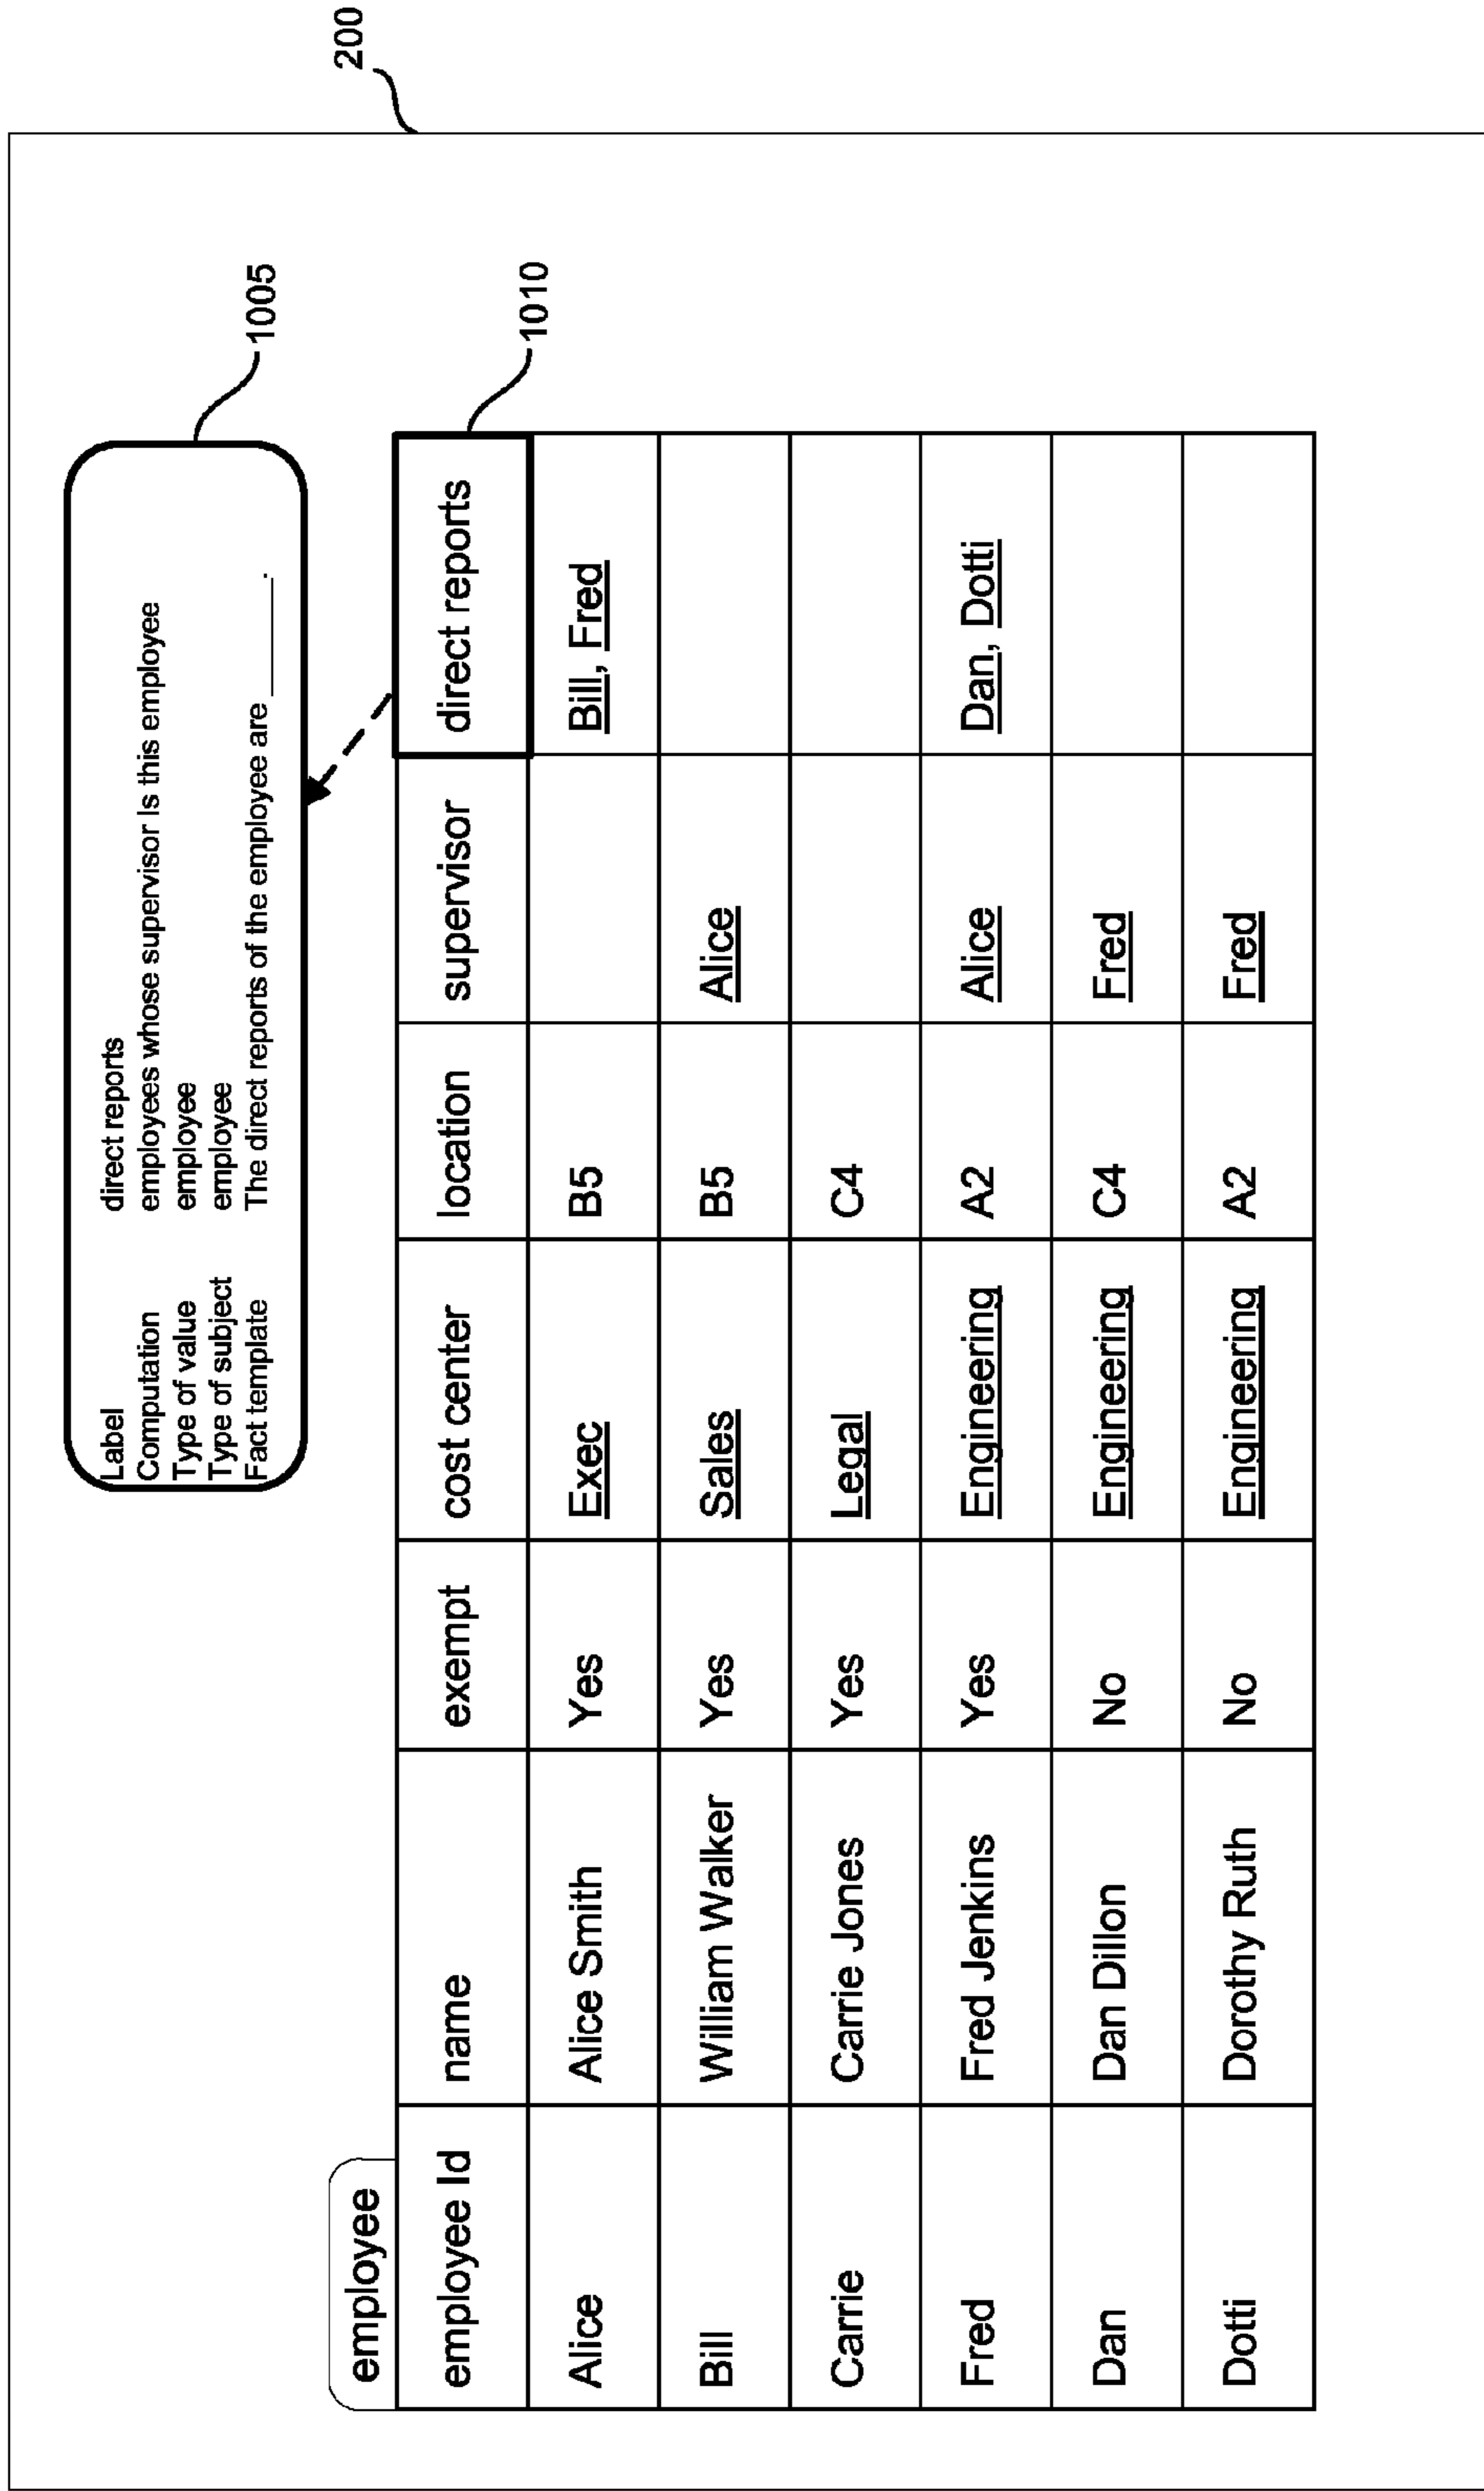 200
1005
Label direct reports
Computation employees whose supervisor Is this employee
Type of value employee
Type of subject employee
Fact template The direct reports of the employee are ________.
1010
employee
employee Id name exempt cost center location supervisor direct reports
Alice Alice Smith Yes Exec B5 Bill, Fred
Bill William Walker Yes Sales B5 Alice
Carrie Carrie Jones Yes Legal C4
Fred Fred Jenkins Yes Engineering A2 Alice Dan, Dotti
Dan Dan Dillon No Engineering C4 Fred
Dotti Dorothy Ruth No Engineering A2 Fred